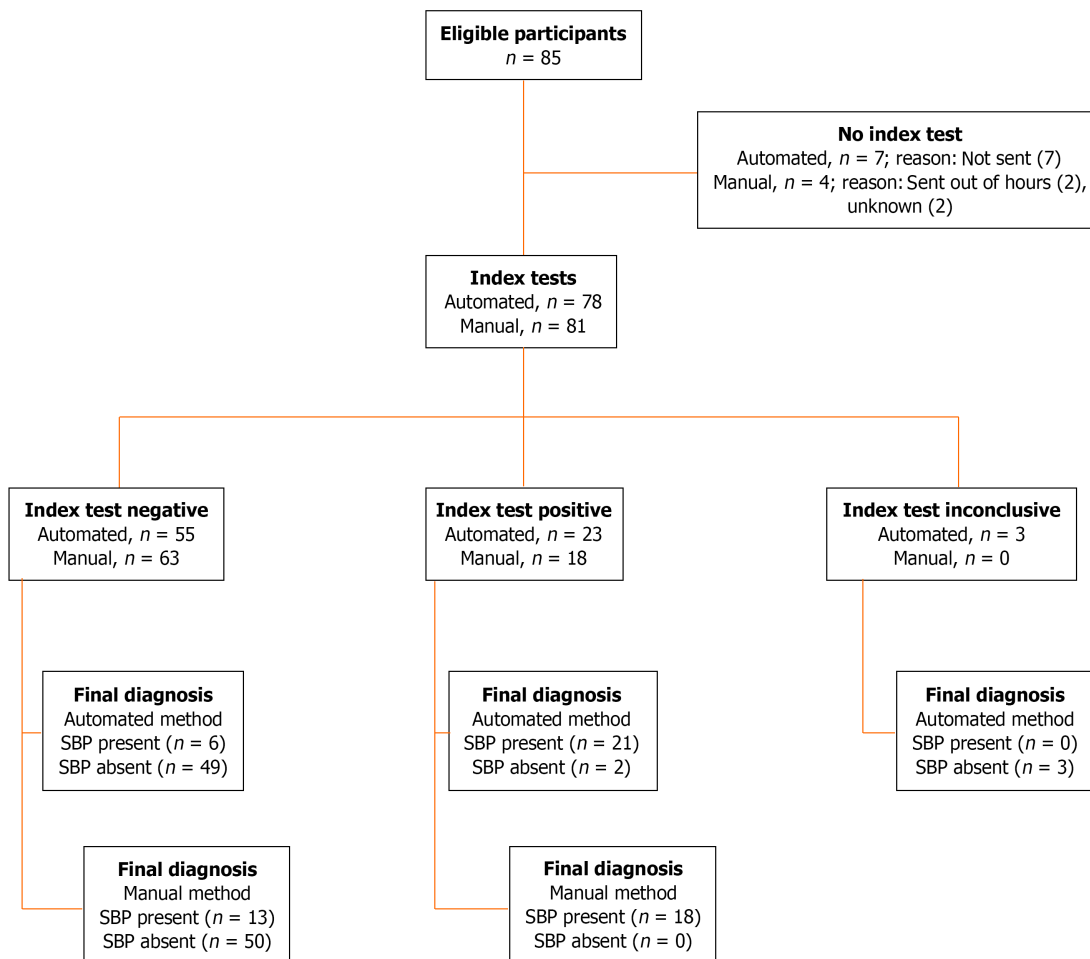 Eligible participants
n = 85
No index test
Automated, n = 7; reason: Not sent (7)
Manual, n = 4; reason: Sent out of hours (2),
unknown (2)
Index tests
Automated, n = 78
Manual, n = 81
Index test negative
Automated, n = 55
Manual, n = 63
Index test positive
Automated, n = 23
Manual, n = 18
Index test inconclusive
Automated, n = 3
Manual, n = 0
Final diagnosis
Automated method
SBP present (n = 6)
SBP absent (n = 49)
Final diagnosis
Automated method
SBP present (n = 21)
SBP absent (n = 2)
Final diagnosis
Automated method
SBP present (n = 0)
SBP absent (n = 3)
Final diagnosis
Manual method
SBP present (n = 13)
SBP absent (n = 50)
Final diagnosis
Manual method
SBP present (n = 18)
SBP absent (n = 0)